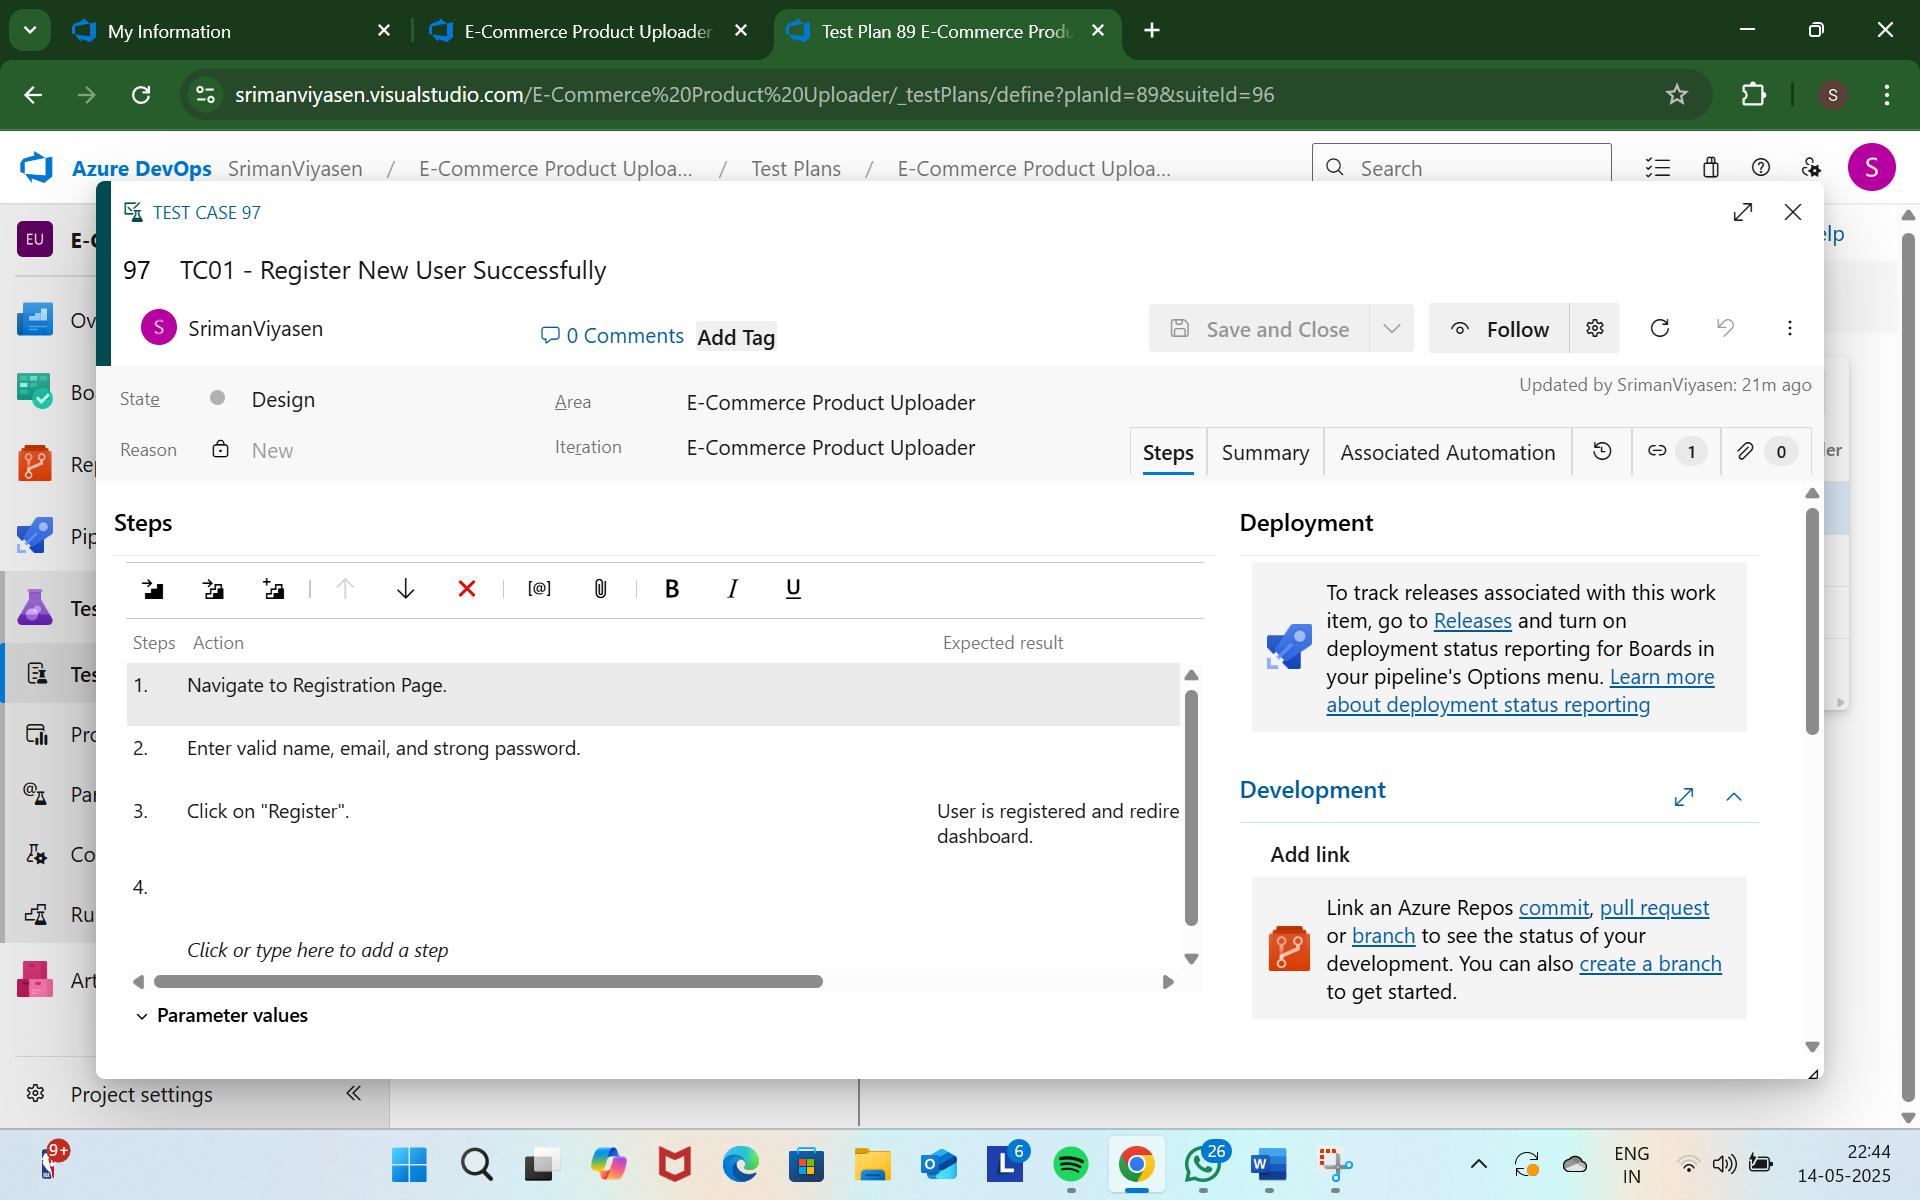 My Information
E-Commerce Product Uploader
Test Plan 89 E-Commerce Produ
srimanviyasen.visualstudio.com/E-Commerce%20Product%20Uploader/_testPlans/define?planId=89&suiteId=96
S
Azure DevOps
SrimanViyasen / E-Commerce Product Uploa... / Test Plans / E-Commerce Product Uploa...
Search
S
EU
E-C
Ov
Bo
Rep
Pip
Tes
Tes
Pro
Par
Co
Ru
Art
Project settings
elp
der
TEST CASE 97
97 TC01 - Register New User Successfully
S SrimanViyasen
0 Comments
Add Tag
Save and Close
Follow
State Design
Area E-Commerce Product Uploader
Updated by SrimanViyasen: 21m ago
Reason New
Iteration E-Commerce Product Uploader
Steps
Summary
Associated Automation
1
0
Steps
[@]
B
I
U
Steps Action Expected result
1. Navigate to Registration Page.
2. Enter valid name, email, and strong password.
3. Click on "Register". User is registered and redire
dashboard.
4.
Click or type here to add a step
Parameter values
Deployment
To track releases associated with this work
item, go to Releases and turn on
deployment status reporting for Boards in
your pipeline's Options menu. Learn more
about deployment status reporting
Development
Add link
Link an Azure Repos commit, pull request
or branch to see the status of your
development. You can also create a branch
to get started.
9+
L
6
26
W
ENG
IN
22:44
14-05-2025